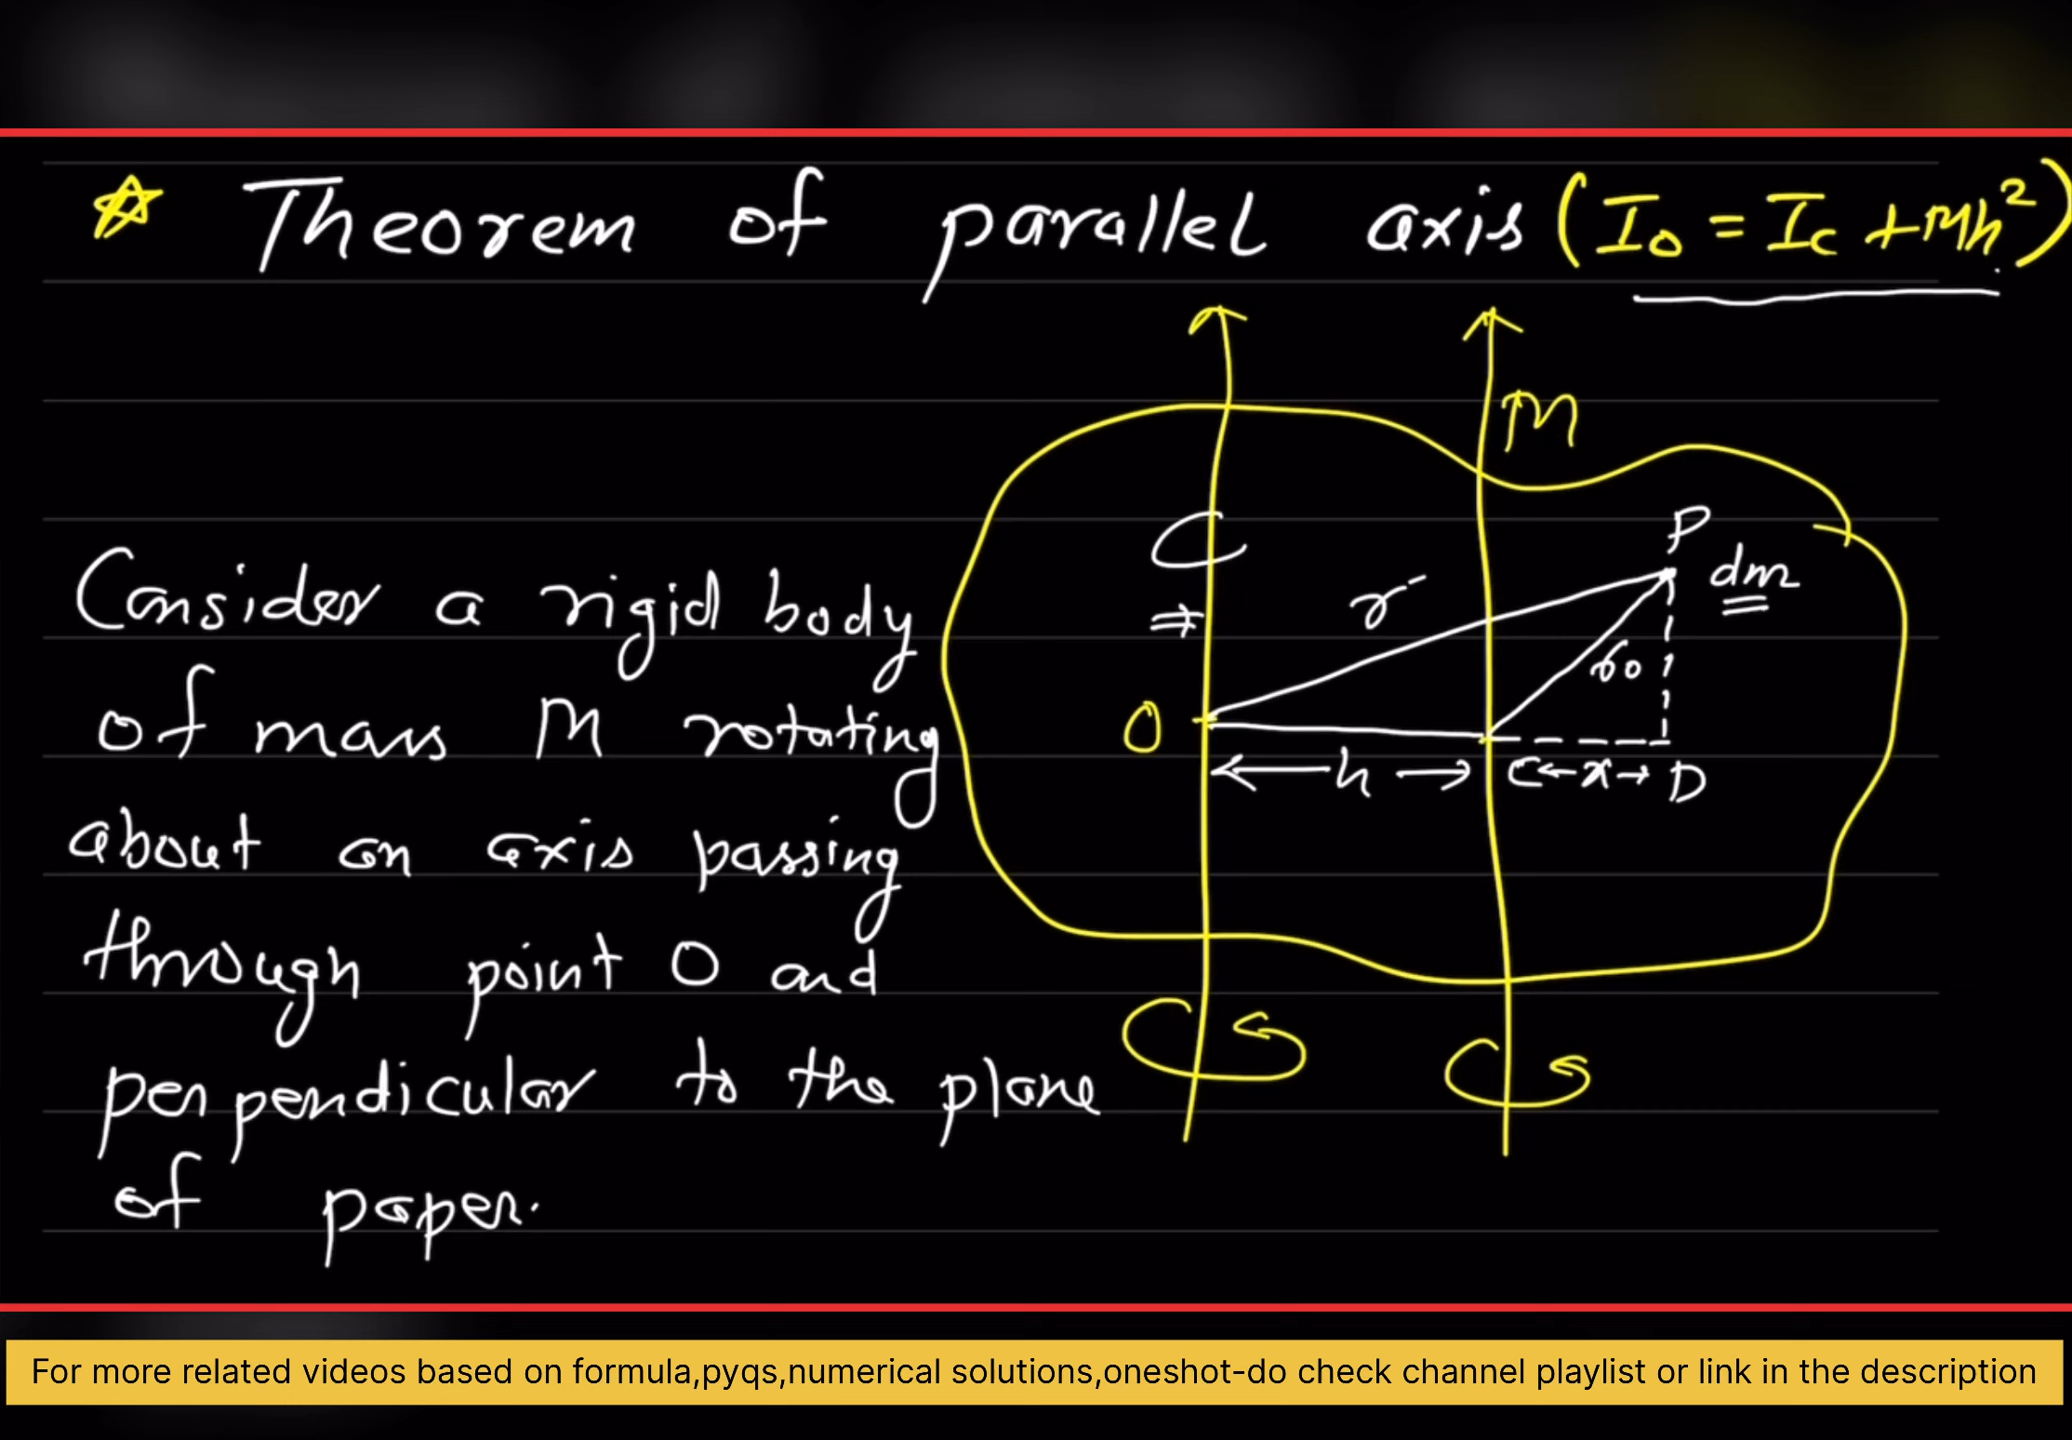 ☆ Theorem of parallel axis (I₀ = I_c + Mh²)
M
C
P
dm
r
r₀
O
h
C x D
Consider a rigid body
of mass M rotating
about an axis passing
through point O and
perpendicular to the plane
of paper.
For more related videos based on formula,pyqs,numerical solutions,oneshot-do check channel playlist or link in the description